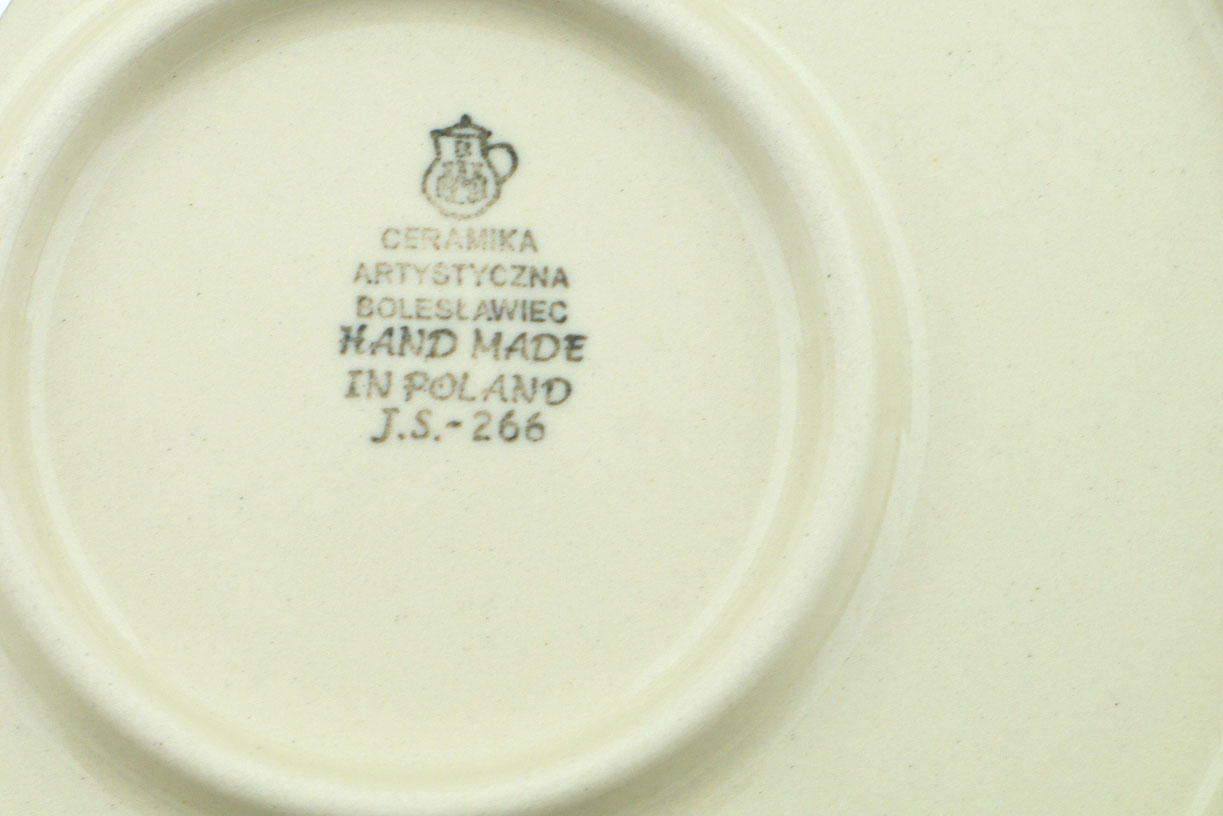 B
CERAMIKA
ARTYSTYCZNA
BOLESŁAWIEC
HAND MADE
IN POLAND
J.S.-266